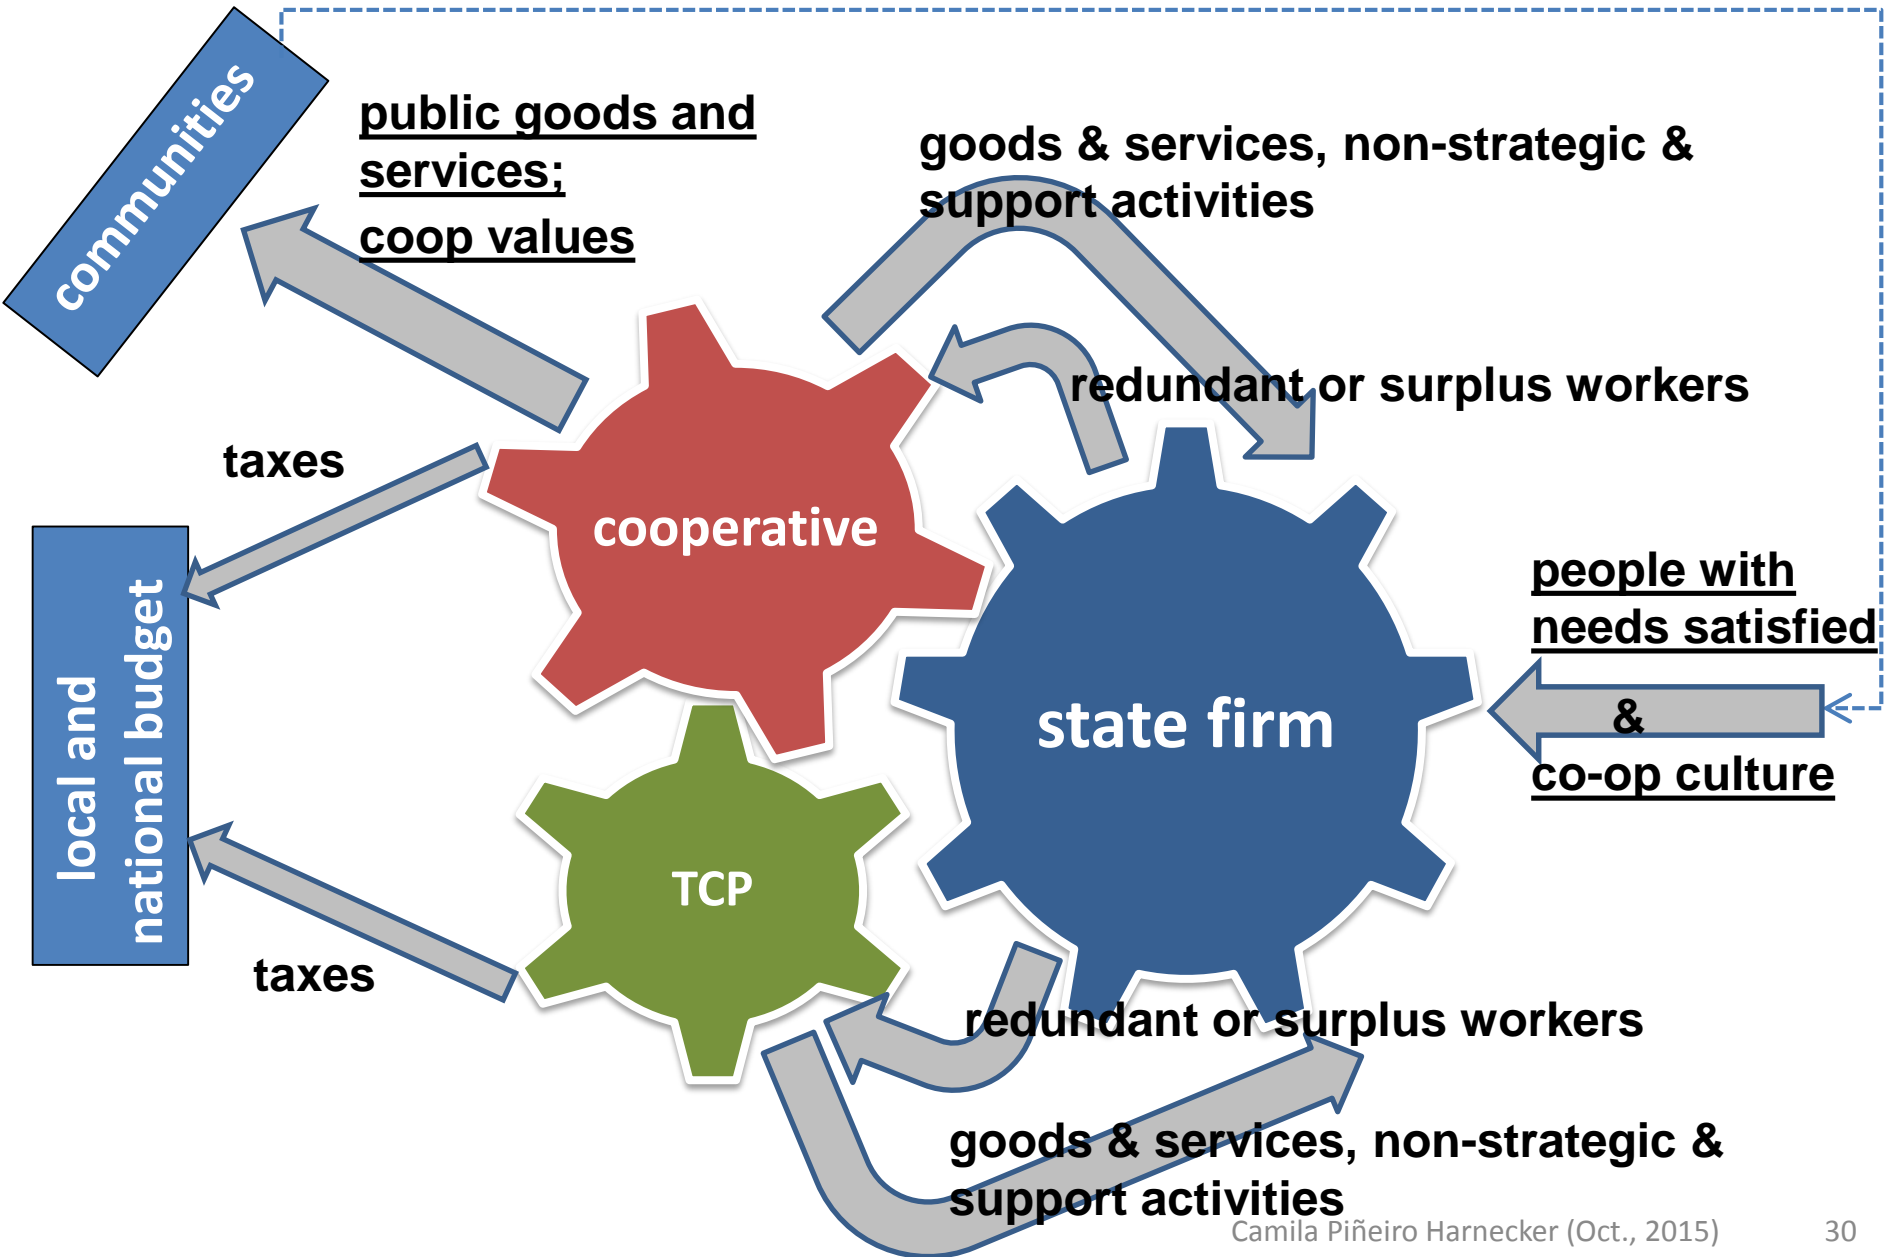 communities
public goods and
services;
coop values
goods & services, non-strategic &
support activities
redundant or surplus workers
taxes
cooperative
people with
needs satisfied
&
co-op culture
local and
national budget
state firm
TCP
taxes
redundant or surplus workers
goods & services, non-strategic &
support activities
Camila Piñeiro Harnecker (Oct., 2015)
30